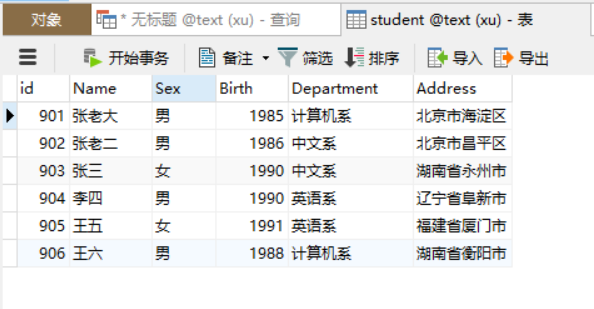 对象 * 无标题 @text (xu) - 查询 student @text (xu) - 表
开始事务 备注 筛选 排序 导入 导出
id Name Sex Birth Department Address
901 张老大 男 1985 计算机系 北京市海淀区
902 张老二 男 1986 中文系 北京市昌平区
903 张三 女 1990 中文系 湖南省永州市
904 李四 男 1990 英语系 辽宁省阜新市
905 王五 女 1991 英语系 福建省厦门市
906 王六 男 1988 计算机系 湖南省衡阳市